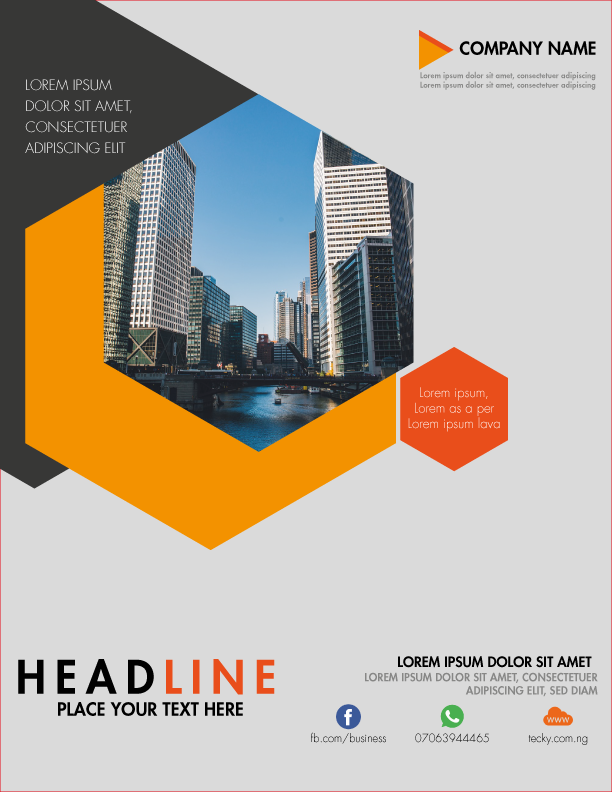 COMPANY NAME
Lorem ipsum dolor sit amet, consectetuer adipiscing
Lorem ipsum dolor sit amet, consectetuer adipiscing
LOREM IPSUM
DOLOR SIT AMET,
CONSECTETUER
ADIPISCING ELIT
Lorem ipsum,
Lorem as a per
Lorem ipsum lava
HEADLINE
PLACE YOUR TEXT HERE
LOREM IPSUM DOLOR SIT AMET
LOREM IPSUM DOLOR SIT AMET, CONSECTETUER
ADIPISCING ELIT, SED DIAM
f
www
fb.com/business
07063944465
tecky.com.ng